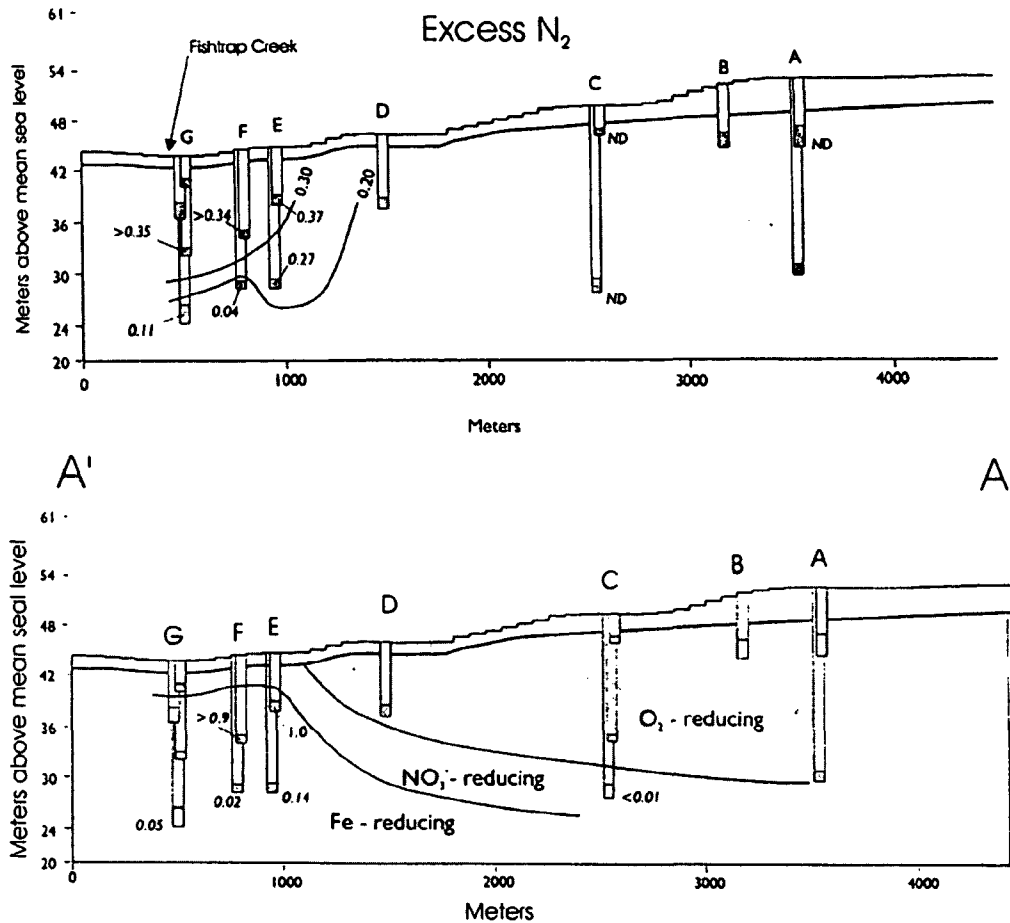 Excess N₂
Fishtrap Creek
Meters above mean sea level
61
54
48
42
36
30
24
20
G
F
E
D
C
B
A
ND
ND
ND
0.30
0.20
>0.34
0.37
>0.35
0.27
0.04
0.11
0
1000
2000
3000
4000
Meters
A'
A
Meters above mean seal level
61
54
48
42
36
30
24
20
G
F
E
D
C
B
A
O₂ - reducing
>0.9
1.0
NO₃⁻- reducing
Fe - reducing
0.05
0.02
0.14
<0.01
0
1000
2000
3000
4000
Meters